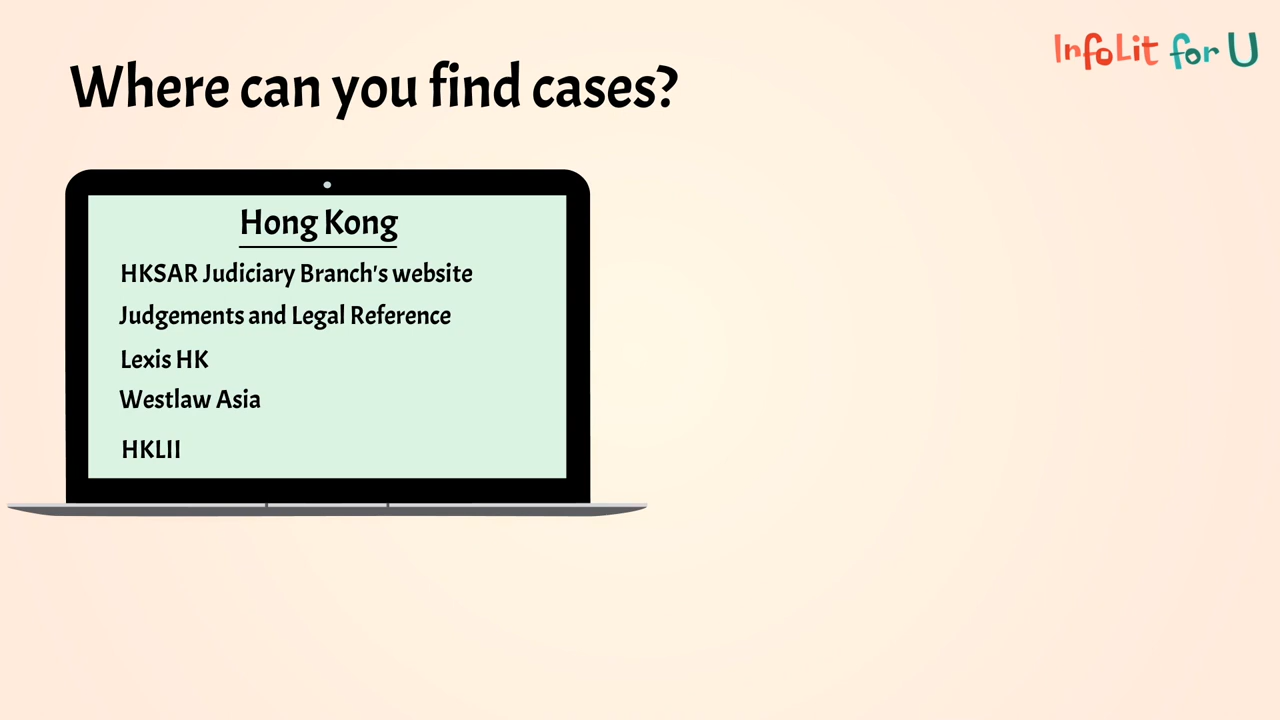 InfoLit for U
Where can you find cases?
Hong Kong
HKSAR Judiciary Branch's website
Judgements and Legal Reference
Lexis HK
Westlaw Asia
HKLII